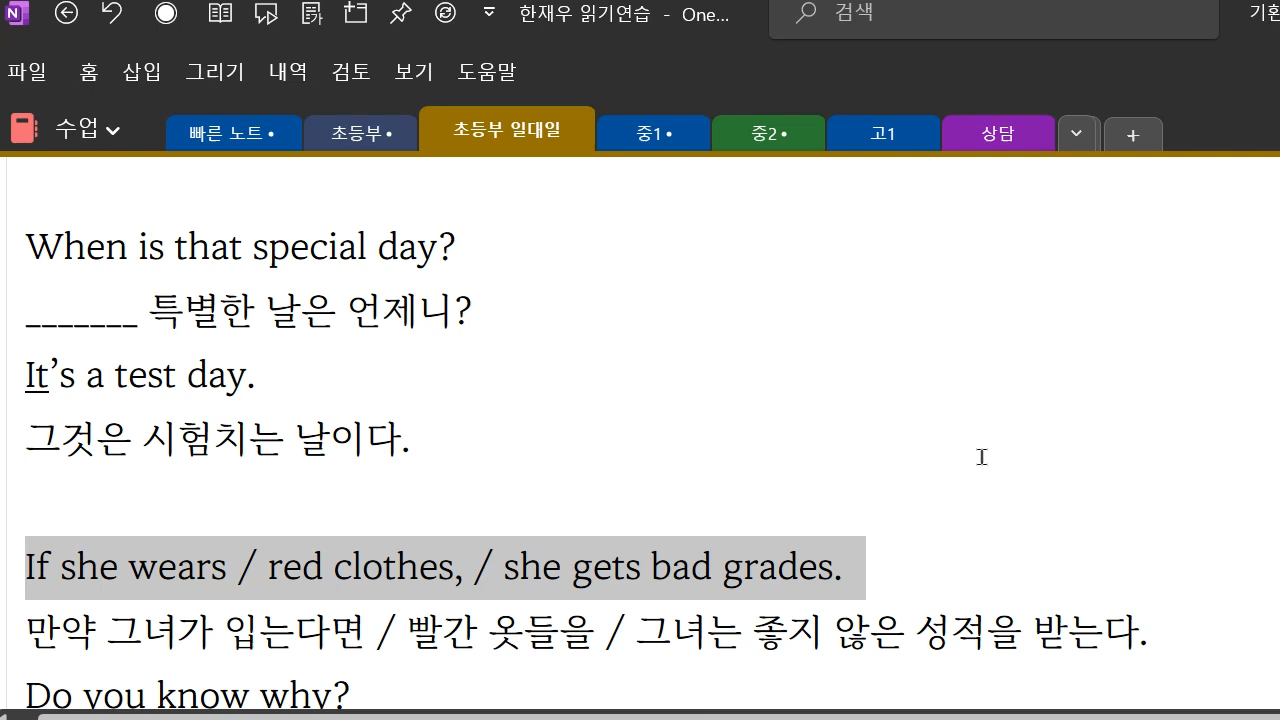 한재우 읽기연습 - One...
검색
기환
파일 홈 삽입 그리기 내역 검토 보기 도움말
수업
빠른 노트 • 초등부 • 초등부 일대일 중1 • 중2 • 고1 상담 +
When is that special day?
_______ 특별한 날은 언제니?
It’s a test day.
그것은 시험치는 날이다.
If she wears / red clothes, / she gets bad grades.
만약 그녀가 입는다면 / 빨간 옷들을 / 그녀는 좋지 않은 성적을 받는다.
Do you know why?